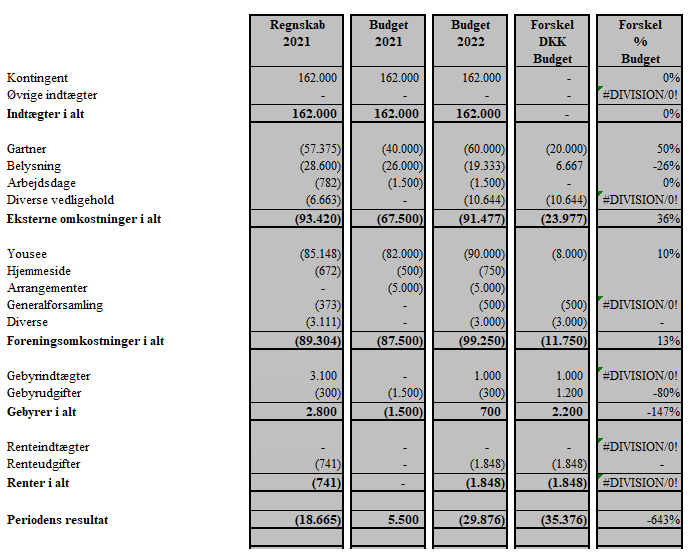 Regnskab Budget Budget Forskel Forskel
2021 2021 2022 DKK %
Budget Budget
Kontingent 162.000 162.000 162.000 - 0%
Øvrige indtægter - - - - #DIVISION/0!
Indtægter i alt 162.000 162.000 162.000 - 0%
Gartner (57.375) (40.000) (60.000) (20.000) 50%
Belysning (28.600) (26.000) (19.333) 6.667 -26%
Arbejdsdage (782) (1.500) (1.500) - 0%
Diverse vedligehold (6.663) - (10.644) (10.644) #DIVISION/0!
Eksterne omkostninger i alt (93.420) (67.500) (91.477) (23.977) 36%
Yousee (85.148) (82.000) (90.000) (8.000) 10%
Hjemmeside (672) (500) (750)
Arrangementer - (5.000) (5.000)
Generalforsamling (373) - (500) (500) #DIVISION/0!
Diverse (3.111) - (3.000) (3.000) -
Foreningsomkostninger i alt (89.304) (87.500) (99.250) (11.750) 13%
Gebyrindtægter 3.100 - 1.000 1.000 #DIVISION/0!
Gebyrudgifter (300) (1.500) (300) 1.200 -80%
Gebyrer i alt 2.800 (1.500) 700 2.200 -147%
Renteindtægter - - - - #DIVISION/0!
Renteudgifter (741) - (1.848) (1.848) -
Renter i alt (741) - (1.848) (1.848) #DIVISION/0!
Periodens resultat (18.665) 5.500 (29.876) (35.376) -643%